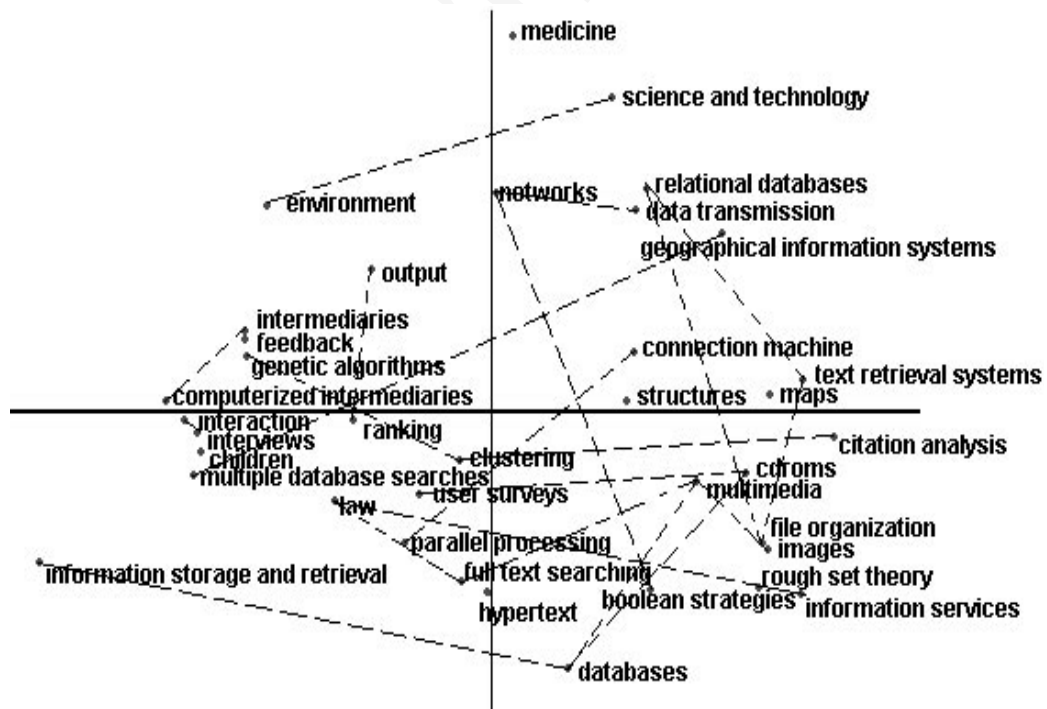 medicine
science and technology
relational databases
notworks
environment
data transmission
geographical information systems
output
intermediaries
feedback
connection machine
genetic algorithms
text retrieval systems
computerized intermediaries
structures
maps
interaction
ranking
interviews
citation analysis
children
clustering
cdroms
multiple database searches
multimedia
user surveys
law
file organization
parallel processing
images
information storage and retrieval
full text searching
rough set theory
boolean strategies
information services
hypertext
databases